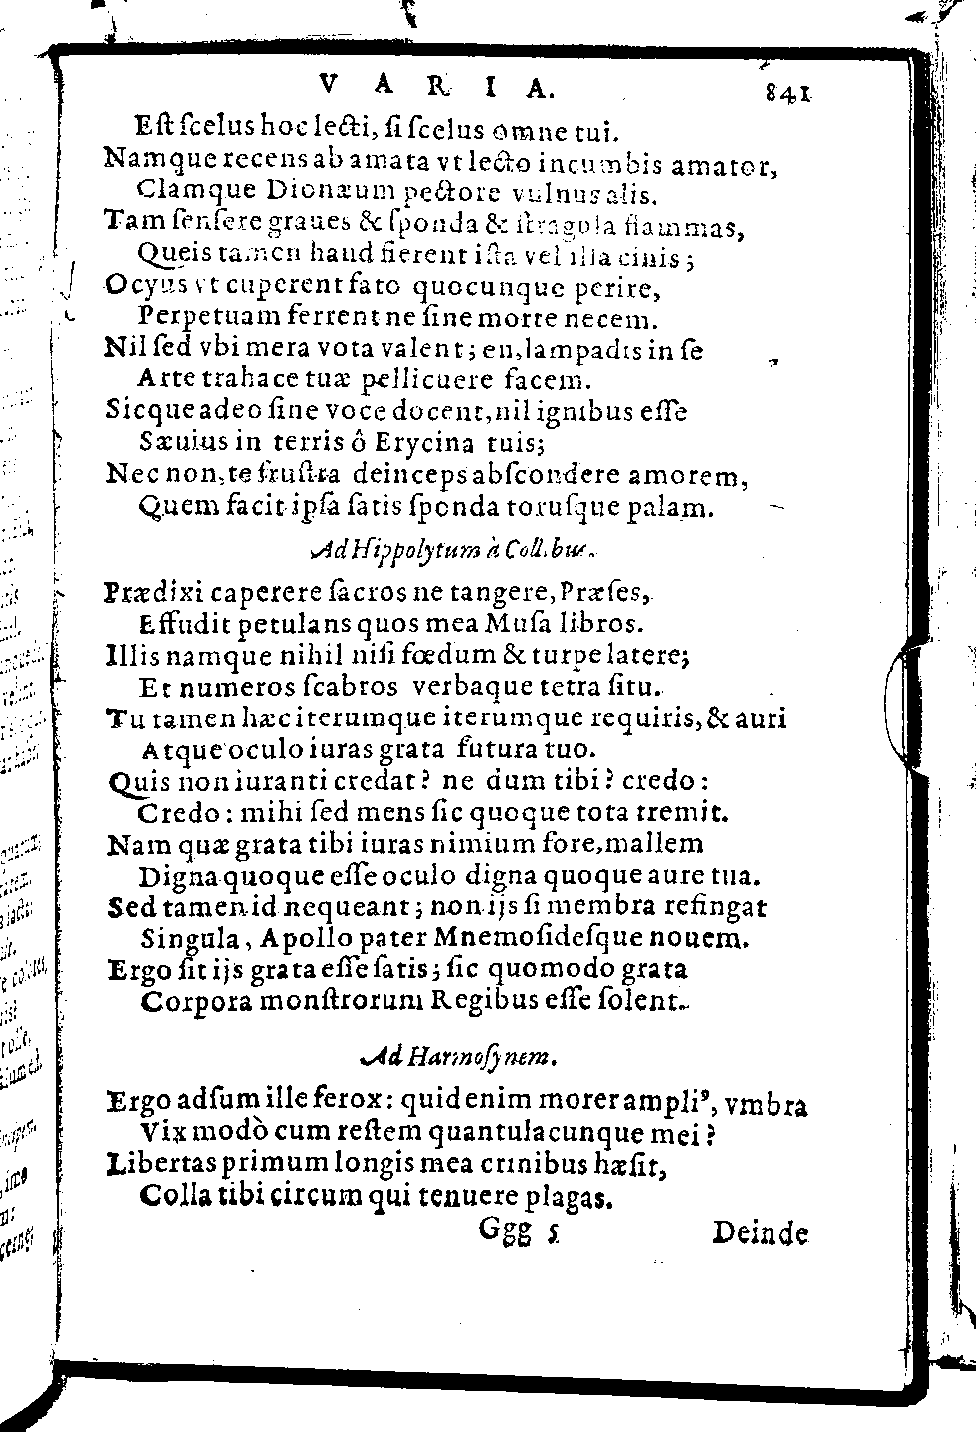 VARIA. 841
Est scelus hoc lecti, si scelus omne tui.
Namque recens ab amata vt lecto incumbis amator,
Clamque Dionæum pectore vulnus alis.
Tam sensere graues & sponda & stragula flammas,
Queis tamen haud fierent ista vel illa cinis;
Ocyus vt cuperent fato quocunque perire,
Perpetuam ferrent ne sine morte necem.
Nil sed vbi mera vota valent; en, lampadis in se
Arte trahace tuæ pellicuere facem.
Sicque adeo sine voce docent, nil ignibus esse
Sæuius in terris ô Erycina tuis;
Nec non, te frustra deinceps abscondere amorem,
Quem facit ipsa satis sponda torusque palam.
Ad Hippolytum à Coll.bus.
Prædixi caperere sacros ne tangere, Præses,
Effudit petulans quos mea Musa libros.
Illis namque nihil nisi fœdum & turpe latere;
Et numeros scabros verbaque tetra situ.
Tu tamen hæc iterumque iterumque requiris, & auri
Atque oculo iuras grata futura tuo.
Quis non iuranti credat? ne dum tibi? credo:
Credo: mihi sed mens sic quoque tota tremit.
Nam quæ grata tibi iuras nimium fore, mallem
Digna quoque esse oculo digna quoque aure tua.
Sed tamen id nequeant; non ijs si membra refingat
Singula, Apollo pater Mnemosidesque nouem.
Ergo sit ijs grata esse satis; sic quomodo grata
Corpora monstrorum Regibus esse solent.
Ad Harmosynem.
Ergo adsum ille ferox: quid enim morer ampliꝰ, vmbra
Vix modò cum restem quantulacunque mei?
Libertas primum longis mea crinibus hæsit,
Colla tibi circum qui tenuere plagas.
Ggg 5 Deinde